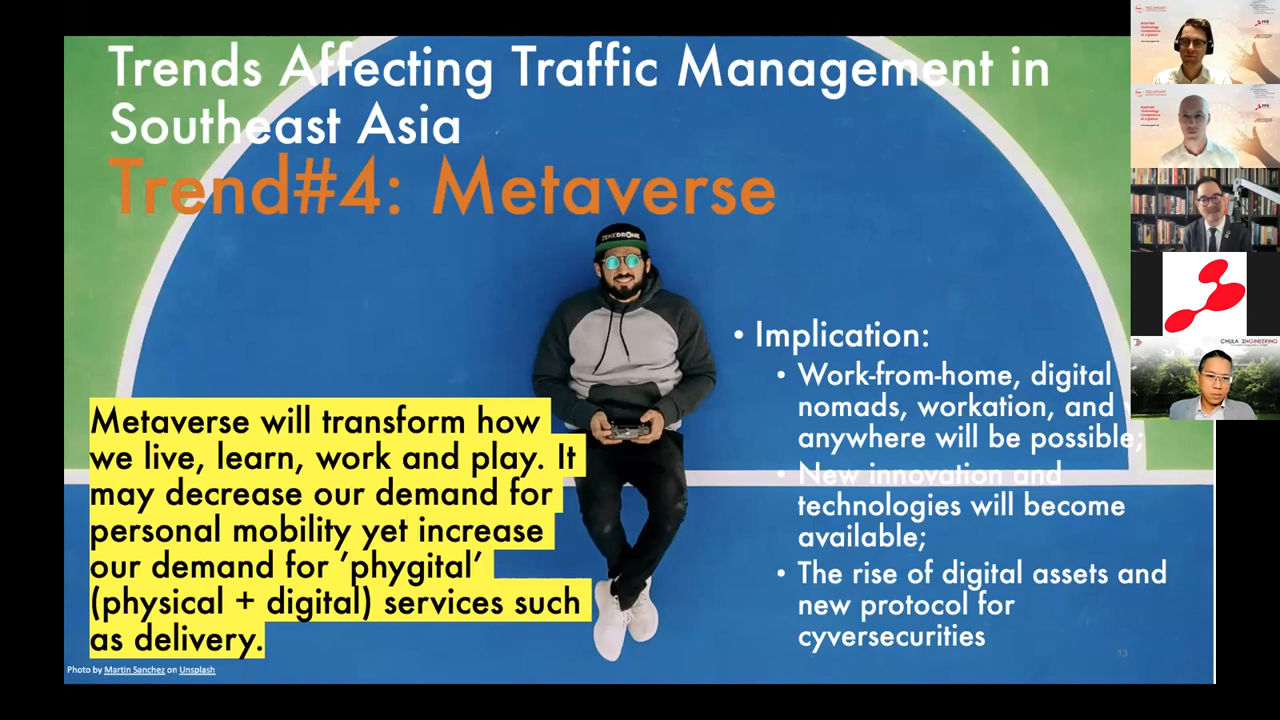 Trends Affecting Traffic Management in
Southeast Asia
Trend#4: Metaverse
ZEKEDRONE
• Implication:
• Work-from-home, digital
nomads, workation, and
anywhere will be possible;
• New innovation and
technologies will become
available;
• The rise of digital assets and
new protocol for
cyversecurities
Metaverse will transform how
we live, learn, work and play. It
may decrease our demand for
personal mobility yet increase
our demand for ‘phygital’
(physical + digital) services such
as delivery.
Photo by Martin Sanchez on Unsplash
13
CHULA ENGINEERING